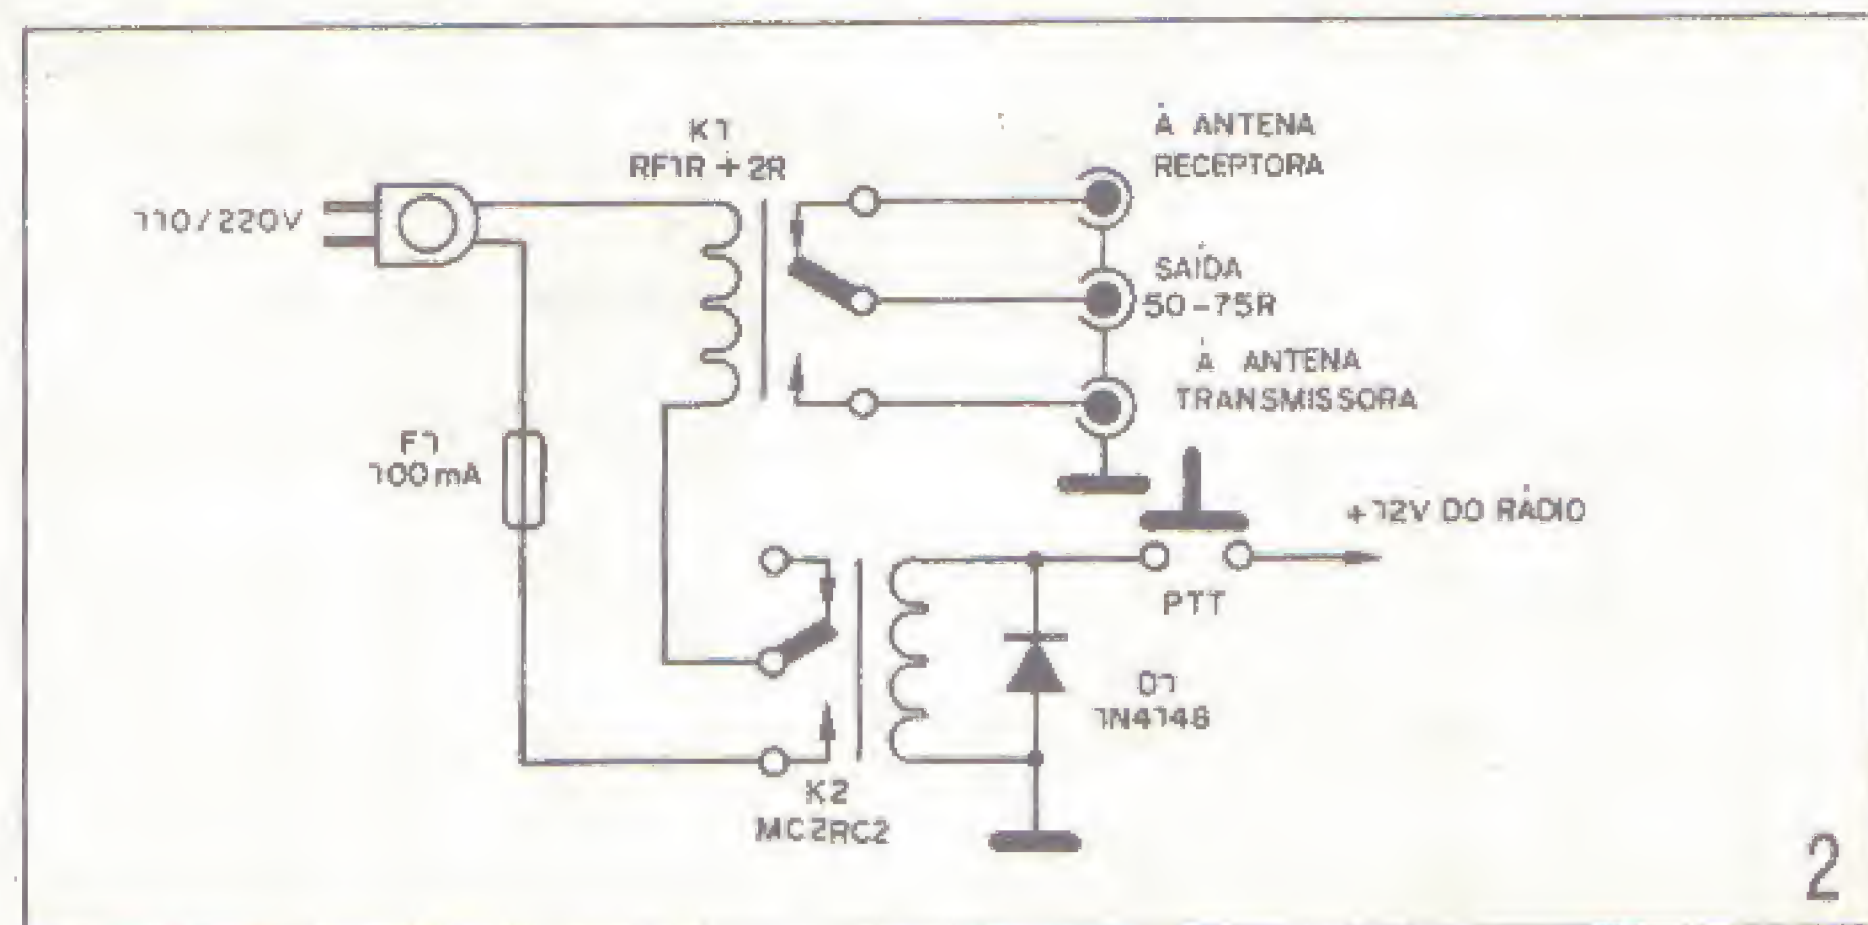 K1
RF1R + 2R
À ANTENA
RECEPTORA
110/220V
SAÍDA
50-75R
À ANTENA
TRANSMISSORA
F1
100mA
+12V DO RÁDIO
PTT
D1
1N4148
K2
MC2RC2
2